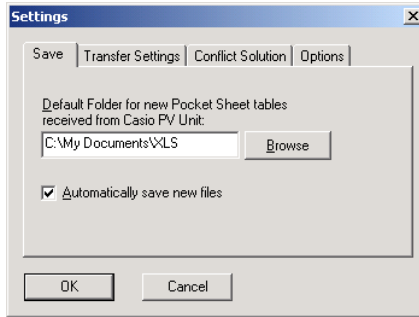 Settings
Save Transfer Settings Conflict Solution Options
Default Folder for new Pocket Sheet tables
received from Casio PV Unit:
C:\My Documents\XLS Browse
Automatically save new files
OK Cancel